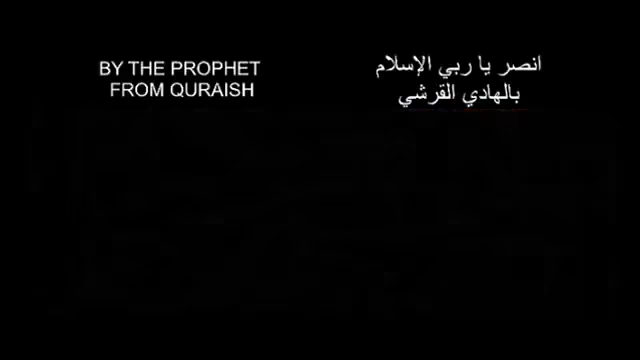 BY THE PROPHET
FROM QURAISH
انصر يا ربي الإسلام
بالهادي القرشي